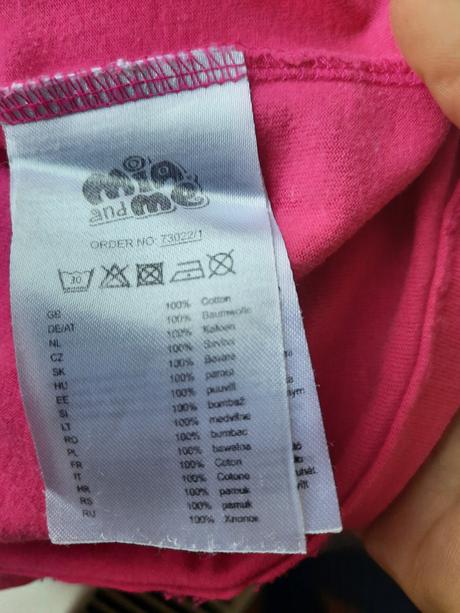 mia
and me
ORDER NO: 73022/1
30
GB 100% Cotton
DE/AT 100% Baumwolle
NL 100% Katoen
CZ 100% Bavlna
SK 100% Bavlna
HU 100% pamut
EE 100% puuvill
SI 100% bombaž
LT 100% medvilne
RO 100% bumbac
PL 100% bawełna
FR 100% Coton
IT 100% Cotone
HR 100% pamuk
RS 100% pamuk
RU 100% Хлопок